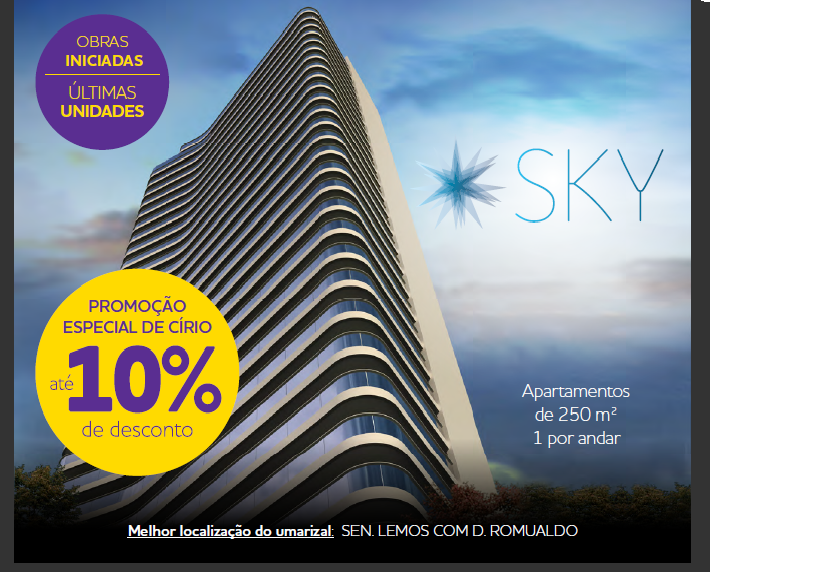 OBRAS
INICIADAS
ÚLTIMAS
UNIDADES
SKY
PROMOÇÃO
ESPECIAL DE CÍRIO
até 10%
de desconto
Apartamentos
de 250 m²
1 por andar
Melhor localização do umarizal: SEN. LEMOS COM D. ROMUALDO